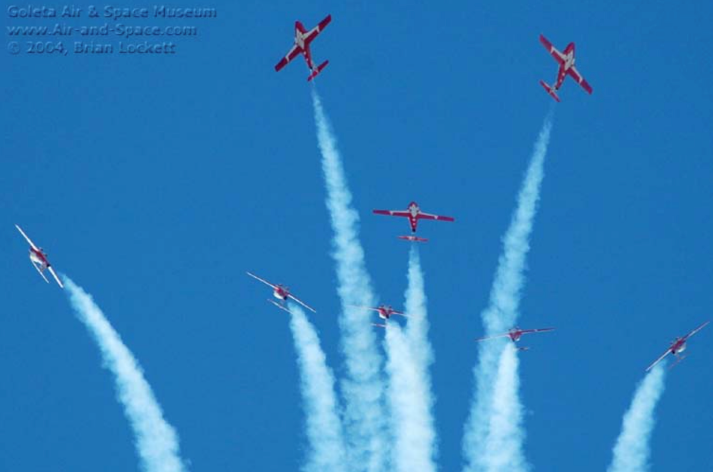 Goleta Air & Space Museum
www.Air-and-Space.com
© 2004, Brian Lockett